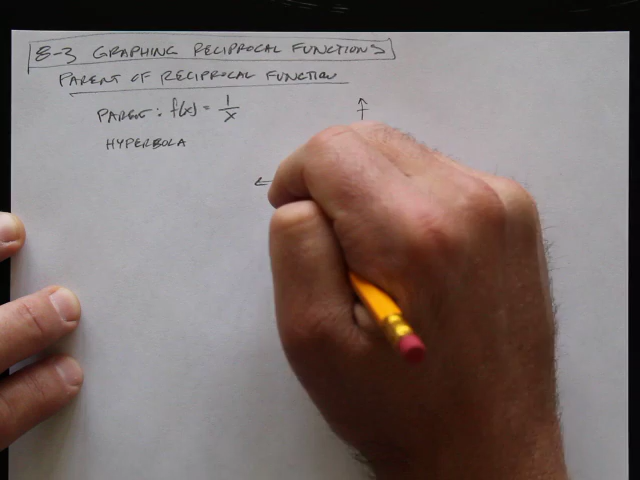 8-3 GRAPHING RECIPROCAL FUNCTIONS
PARENT OF RECIPROCAL FUNCTION
PARENT: f(x) = 1/x
HYPERBOLA